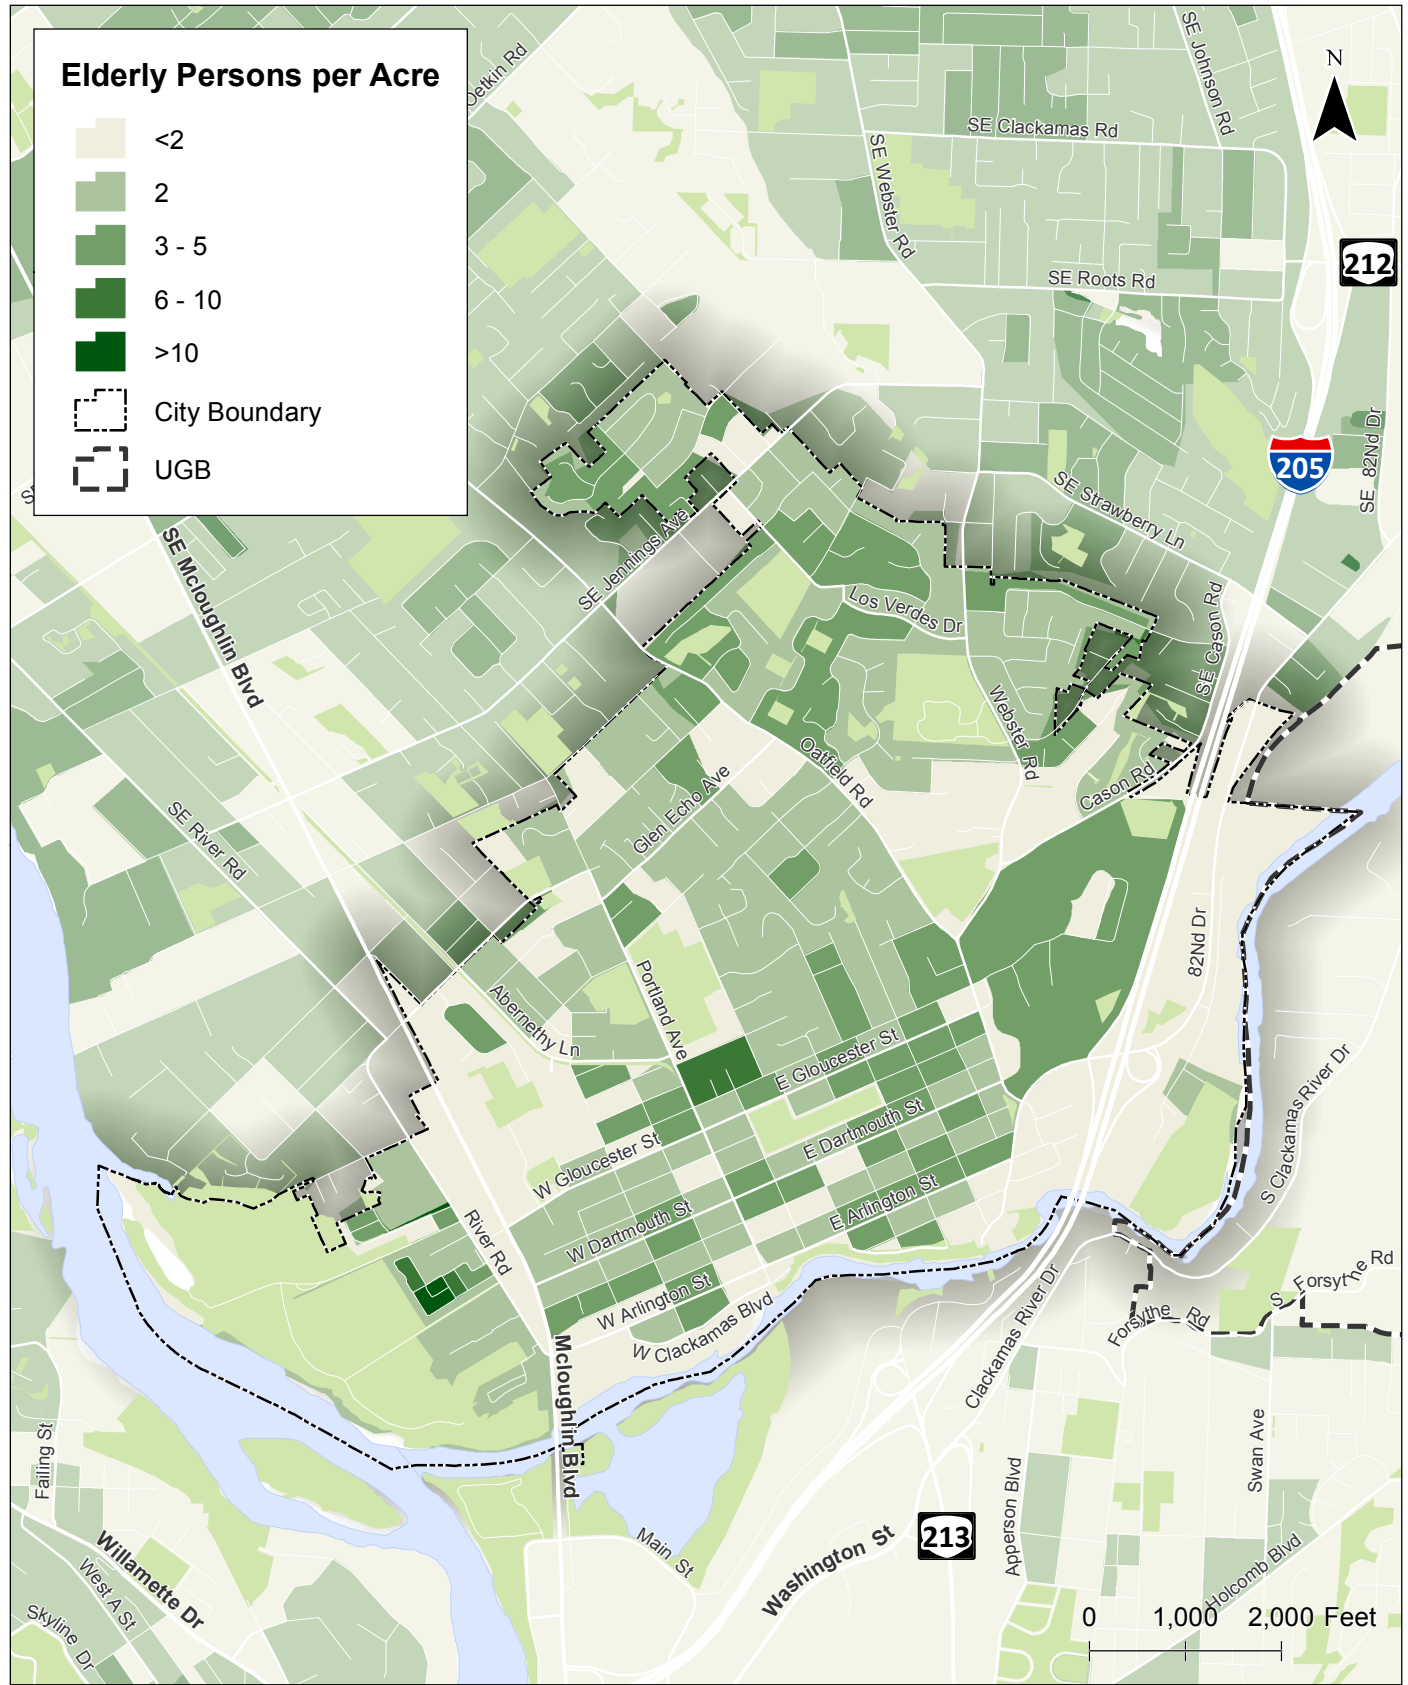 Elderly Persons per Acre
<2
2
3 - 5
6 - 10
>10
City Boundary
UGB
Oetkin Rd
SE Johnson Rd
N
SE Clackamas Rd
SE Webster Rd
212
SE Roots Rd
205
SE 82Nd Dr
SE Strawberry Ln
SE Mcloughlin Blvd
SE Jennings Ave
Los Verdes Dr
SE Cason Rd
Webster Rd
Oatfield Rd
Cason Rd
Glen Echo Ave
SE River Rd
82Nd Dr
Portland Ave
Abernethy Ln
E Gloucester St
S Clackamas River Dr
E Dartmouth St
W Gloucester St
E Arlington St
W Dartmouth St
River Rd
W Arlington St
W Clackamas Blvd
S Forsythe Rd
Forsythe Rd
Clackamas River Dr
Mcloughlin Blvd
Failing St
Swan Ave
Apperson Blvd
213
Main St
Washington St
Willamette Dr
West A St
Holcomb Blvd
Skyline Dr
0 1,000 2,000 Feet